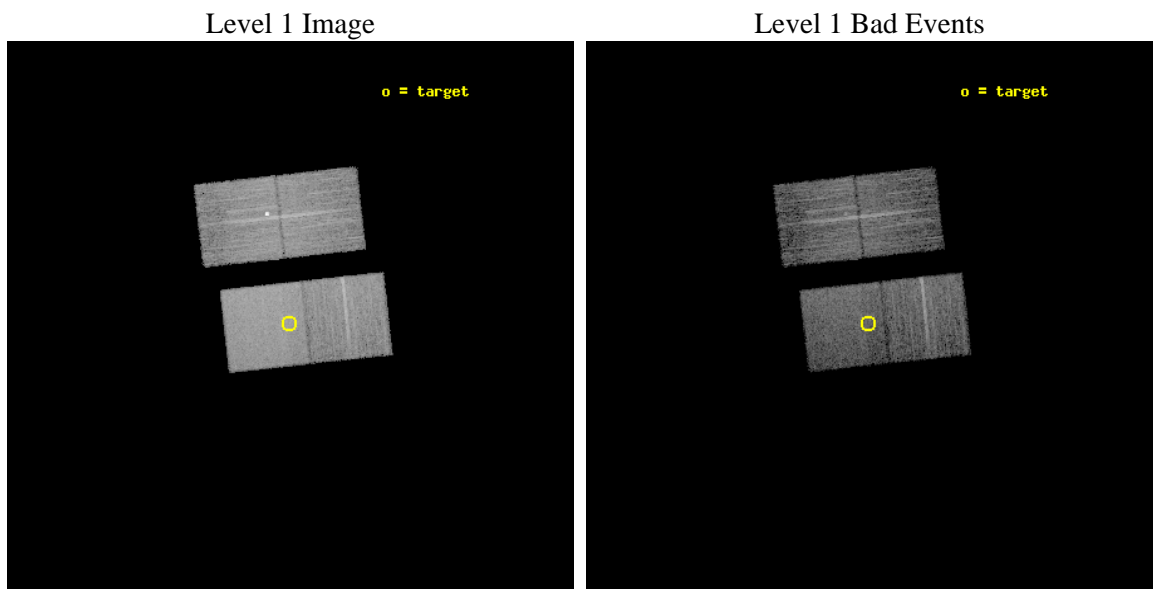 Level 1 Image
Level 1 Bad Events
o = target
o = target